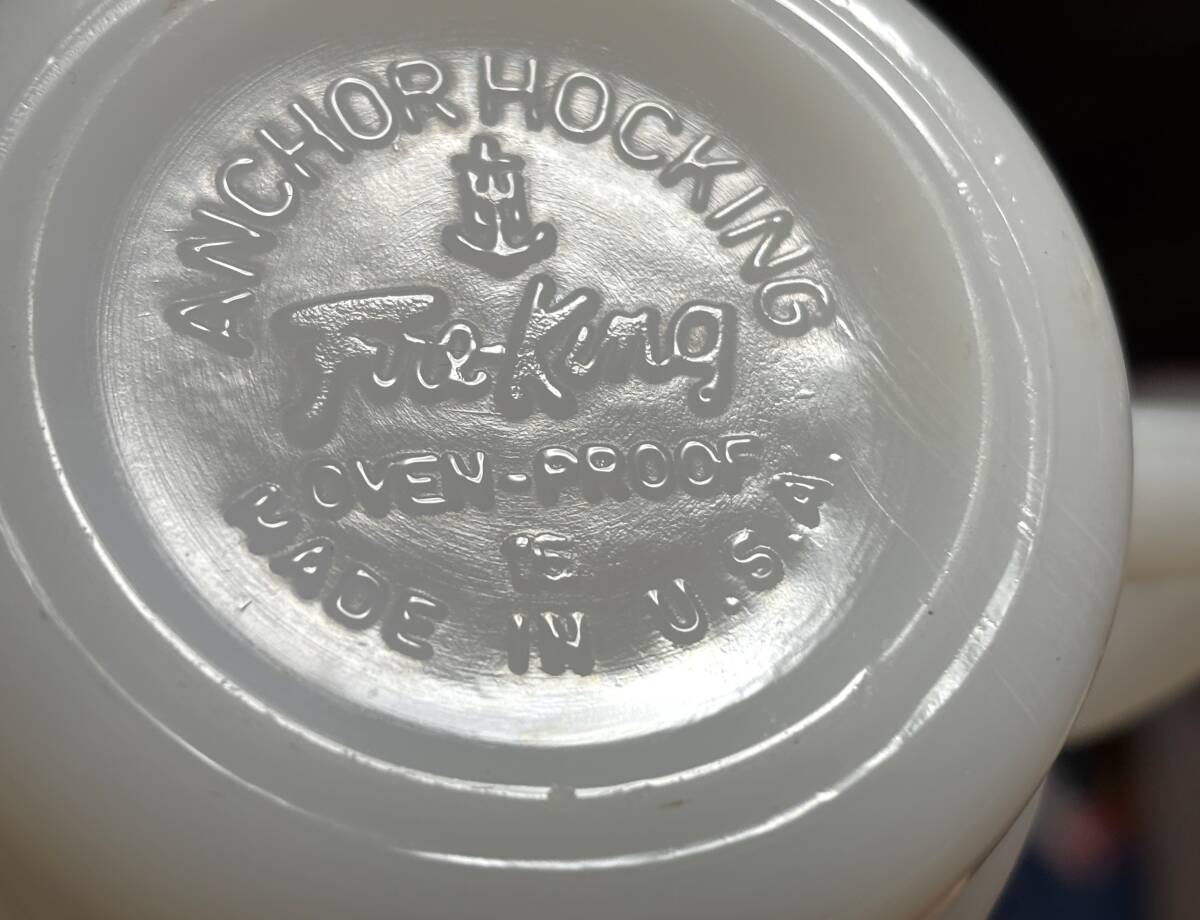 ANCHOR HOCKING
Fire-King
OVEN-PROOF
E
MADE IN U.S.A.